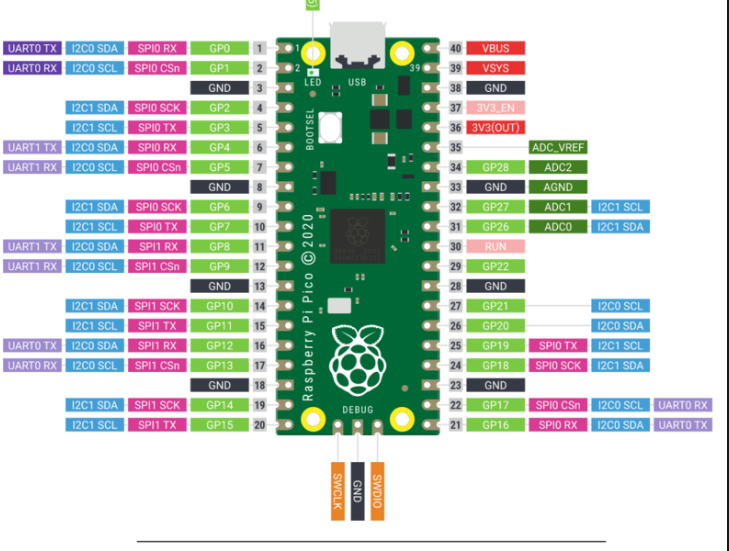 UART0 TX I2C0 SDA SPI0 RX GP0 1 1 40 VBUS
UART0 RX I2C0 SCL SPI0 CSn GP1 2 2 39 39 VSYS
LED USB
GND 3 38 GND
I2C1 SDA SPI0 SCK GP2 4 37 3V3_EN
I2C1 SCL SPI0 TX GP3 5 36 3V3(OUT)
BOOTSEL
UART1 TX I2C0 SDA SPI0 RX GP4 6 35 ADC_VREF
UART1 RX I2C0 SCL SPI0 CSn GP5 7 34 GP28 ADC2
GND 8 33 GND AGND
I2C1 SDA SPI0 SCK GP6 9 32 GP27 ADC1 I2C1 SCL
I2C1 SCL SPI0 TX GP7 10 31 GP26 ADC0 I2C1 SDA
UART1 TX I2C0 SDA SPI1 RX GP8 11 30 RUN
UART1 RX I2C0 SCL SPI1 CSn GP9 12 29 GP22
GND 13 28 GND
Raspberry Pi Pico © 2020
I2C1 SDA SPI1 SCK GP10 14 27 GP21 I2C0 SCL
I2C1 SCL SPI1 TX GP11 15 26 GP20 I2C0 SDA
UART0 TX I2C0 SDA SPI1 RX GP12 16 25 GP19 SPI0 TX I2C1 SCL
UART0 RX I2C0 SCL SPI1 CSn GP13 17 24 GP18 SPI0 SCK I2C1 SDA
GND 18 23 GND
I2C1 SDA SPI1 SCK GP14 19 22 GP17 SPI0 CSn I2C0 SCL UART0 RX
DEBUG
I2C1 SCL SPI1 TX GP15 20 21 GP16 SPI0 RX I2C0 SDA UART0 TX
SWCLK
GND
SWDIO